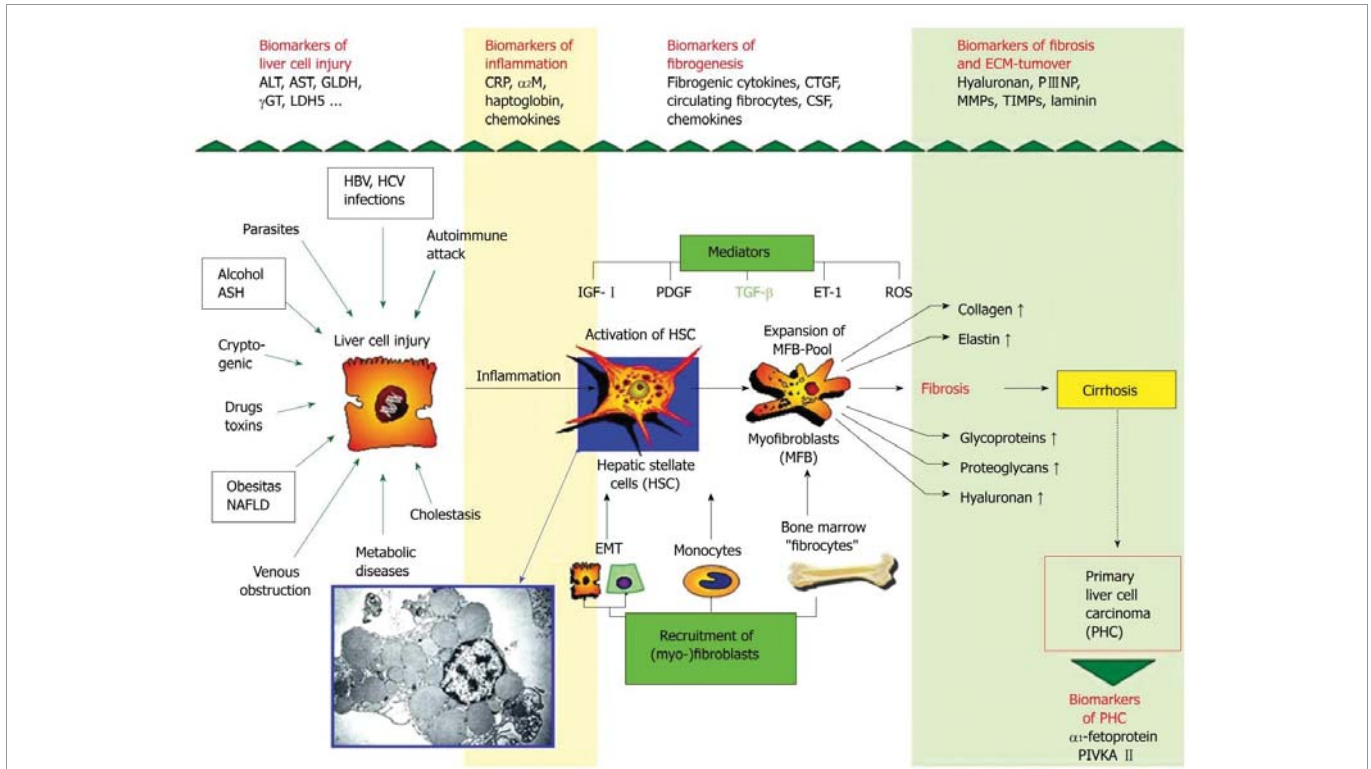 Biomarkers of
liver cell injury
ALT, AST, GLDH,
γGT, LDH5 ...
Biomarkers of
inflammation
CRP, α2M,
haptoglobin,
chemokines
Biomarkers of
fibrogenesis
Fibrogenic cytokines, CTGF,
circulating fibrocytes, CSF,
chemokines
Biomarkers of fibrosis
and ECM-tumover
Hyaluronan, PⅢNP,
MMPs, TIMPs, laminin
HBV, HCV
infections
Parasites
Autoimmune
attack
Alcohol
ASH
Crypto-
genic
Drugs
toxins
Obesitas
NAFLD
Venous
obstruction
Metabolic
diseases
Cholestasis
Liver cell injury
Inflammation
Mediators
IGF-Ⅰ
PDGF
TGF-β
ET-1
ROS
Activation of HSC
Hepatic stellate
cells (HSC)
Expansion of
MFB-Pool
Myofibroblasts
(MFB)
EMT
Monocytes
Bone marrow
"fibrocytes"
Recruitment of
(myo-)fibroblasts
Collagen ↑
Elastin ↑
Fibrosis
Glycoproteins ↑
Proteoglycans ↑
Hyaluronan ↑
Cirrhosis
Primary
liver cell
carcinoma
(PHC)
Biomarkers
of PHC
α1-fetoprotein
PIVKA Ⅱ